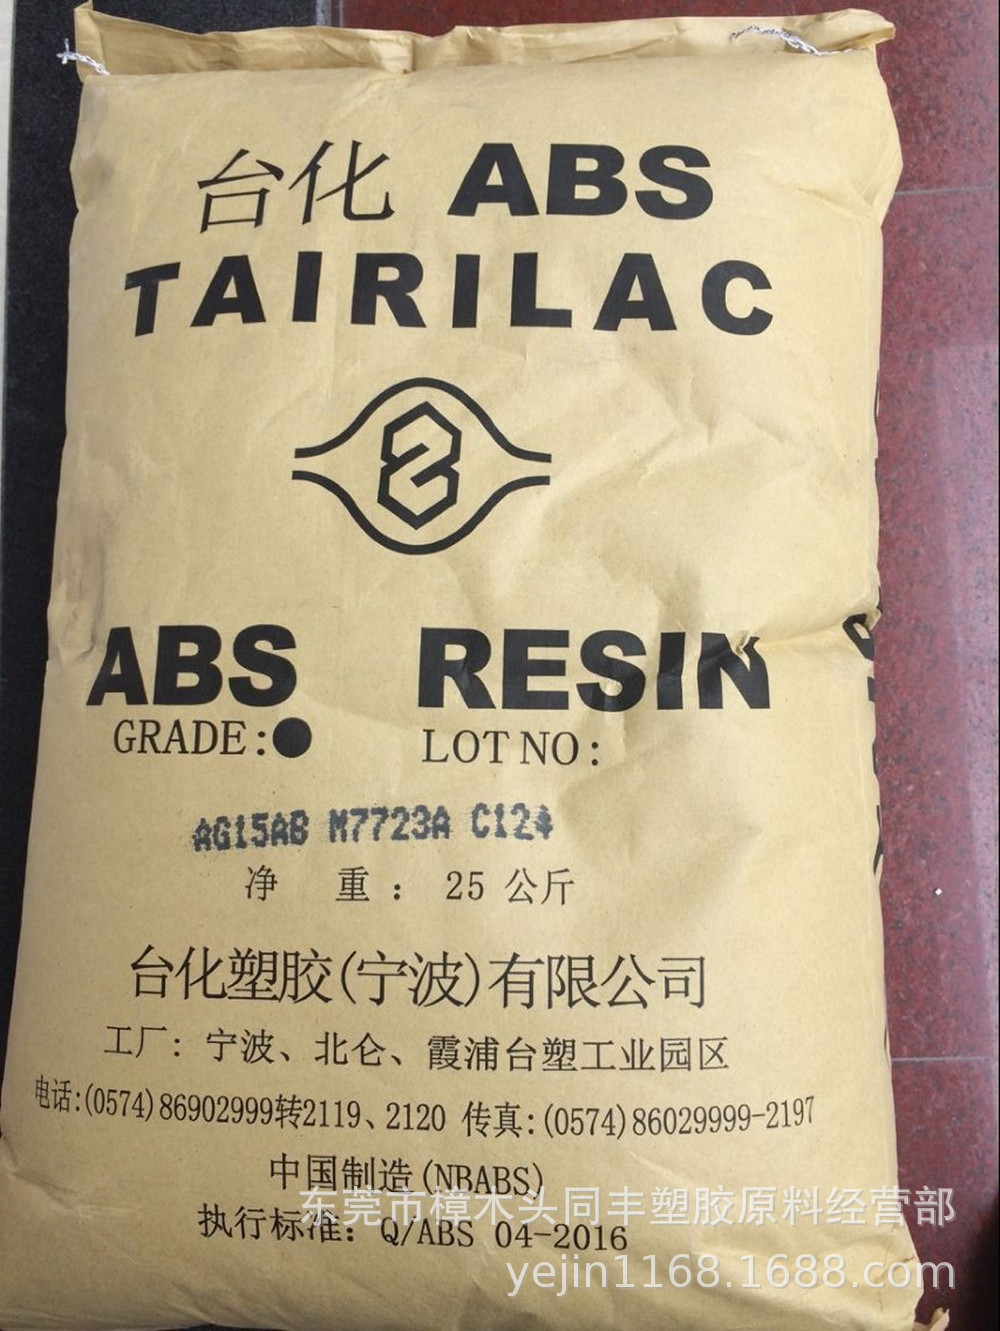 台化 ABS
TAIRILAC
ABS RESIN
GRADE:● LOT NO:
AG15AB M7723A C124
净 重: 25 公斤
台化塑胶(宁波)有限公司
工厂: 宁波、北仑、霞浦台塑工业园区
电话:(0574)86902999转2119、2120 传真:(0574)86029999-2197
中国制造(NBABS)
执行标准: Q/ABS 04-2016
东莞市樟木头同丰塑胶原料经营部
yejin1168.1688.com